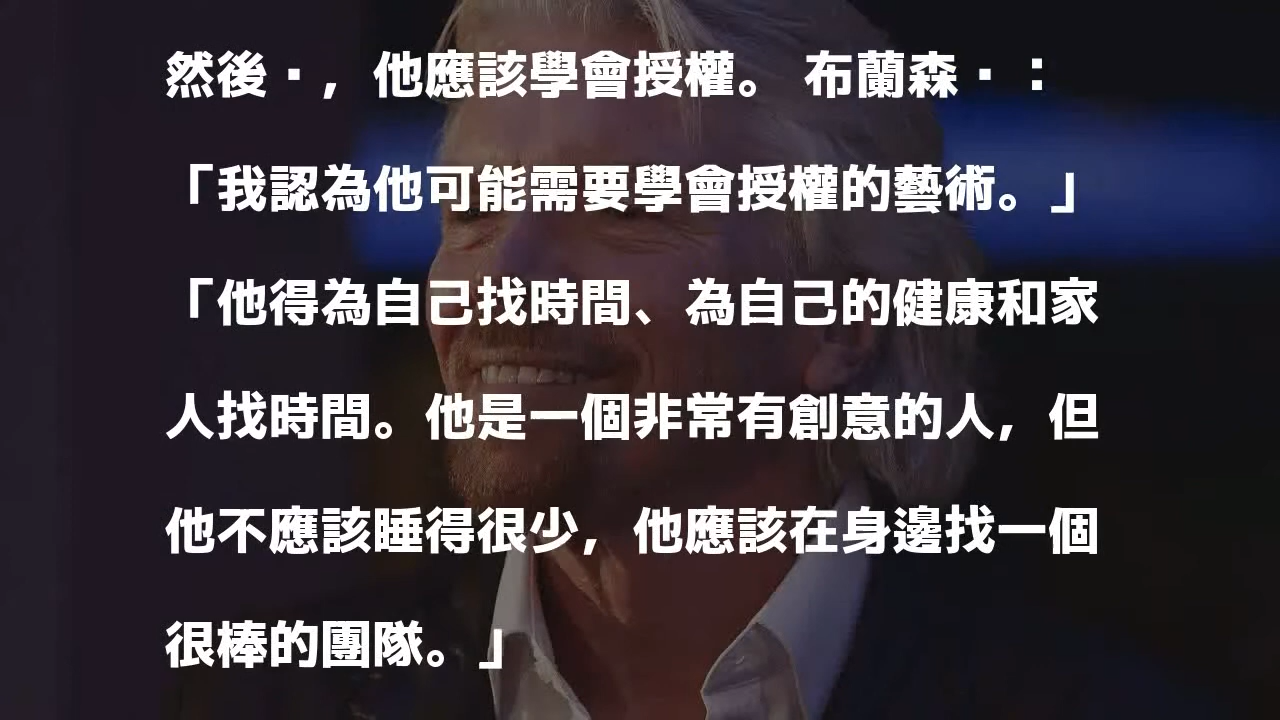 然後▪，他應該學會授權。 布蘭森▪：
「我認為他可能需要學會授權的藝術。」
「他得為自己找時間、為自己的健康和家
人找時間。他是一個非常有創意的人，但
他不應該睡得很少，他應該在身邊找一個
很棒的團隊。」